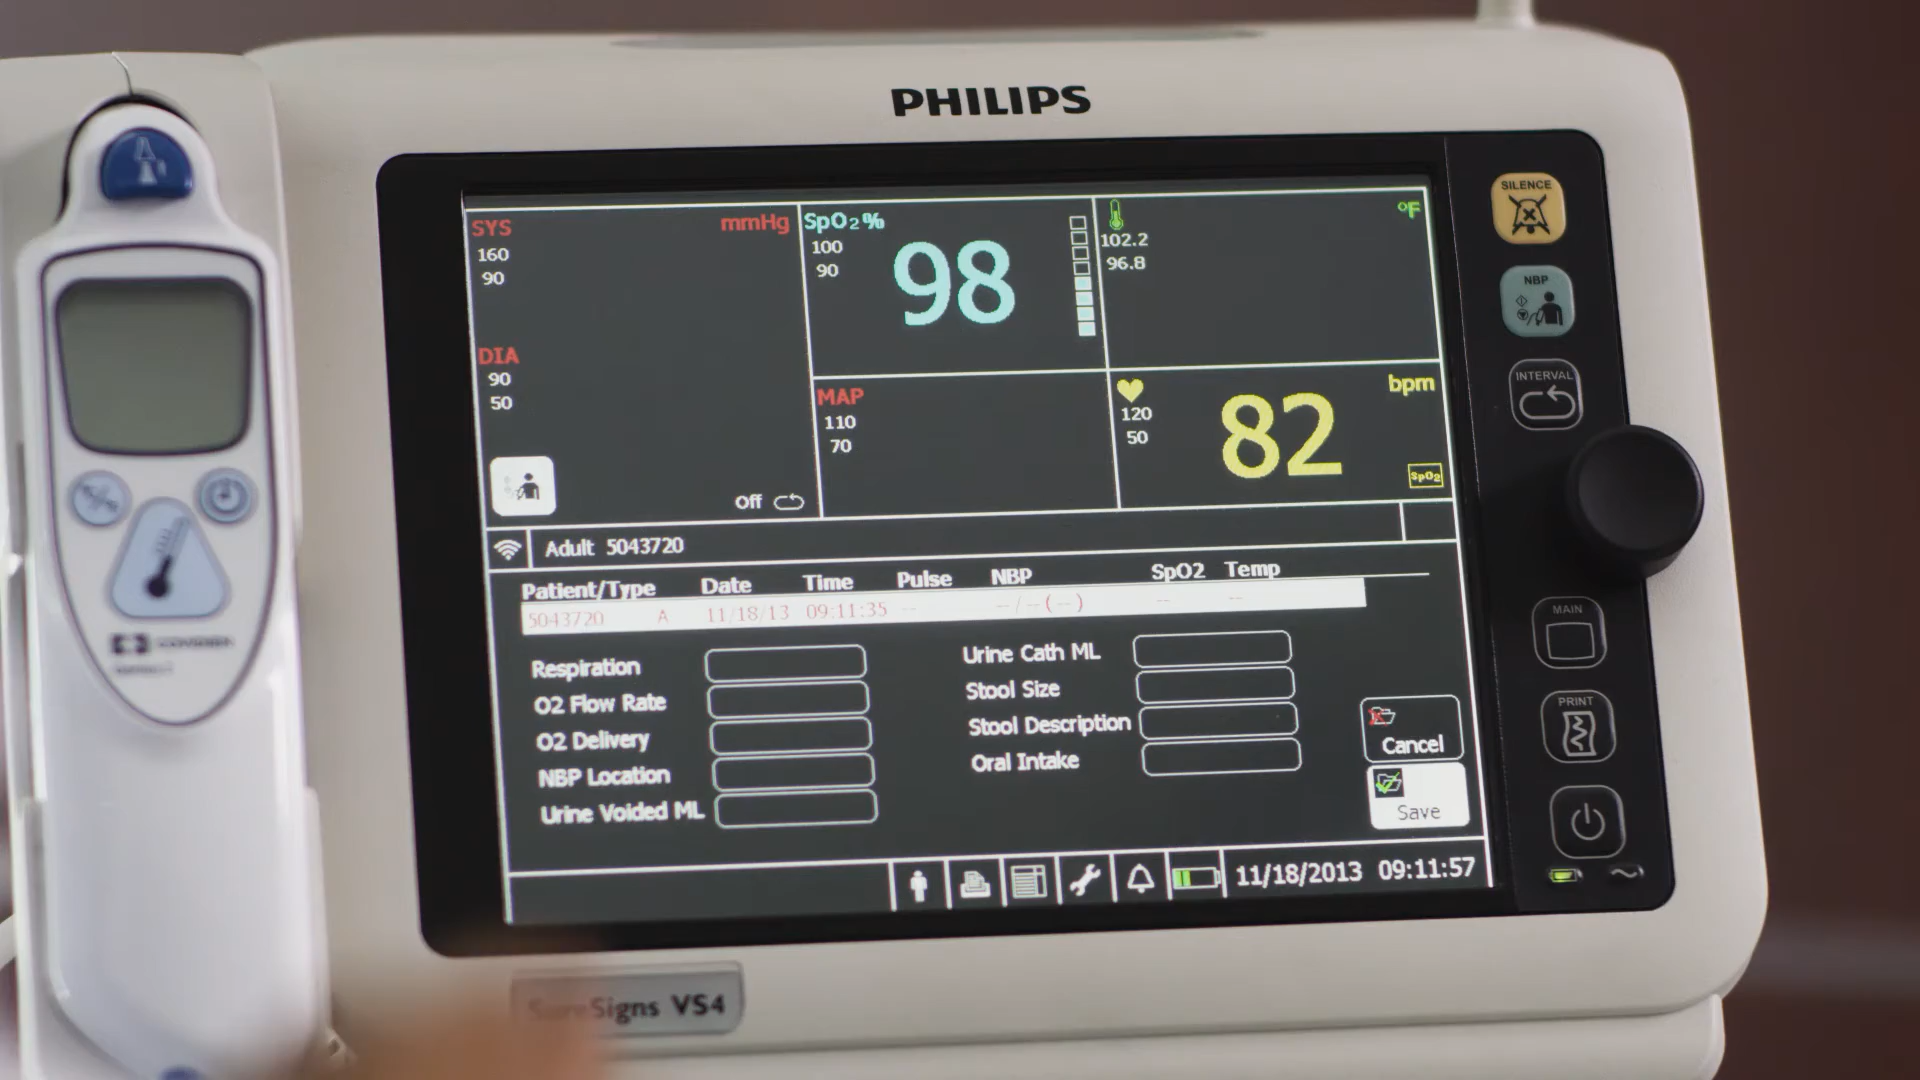 PHILIPS
SYS mmHg
160
90
DIA
90
50
Off
SpO2%
100
90
98
MAP
110
70
°F
102.2
96.8
bpm
120
50
82
SpO2
Adult 5043720
Patient/Type Date Time Pulse NBP SpO2 Temp
5043720 A 11/18/13 09:11:35 -- --/--(--) -- --
Respiration
O2 Flow Rate
O2 Delivery
NBP Location
Urine Voided ML
Urine Cath ML
Stool Size
Stool Description
Oral Intake
Cancel
Save
11/18/2013 09:11:57
SILENCE
NBP
INTERVAL
MAIN
PRINT
COVIDIEN
SureSigns VS4